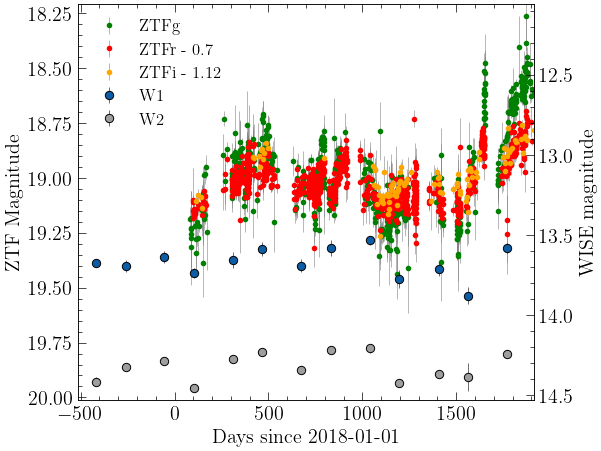 ZTFg
ZTFr - 0.7
ZTFi - 1.12
W1
W2
18.25
18.50
18.75
19.00
19.25
19.50
19.75
20.00
ZTF Magnitude
12.5
13.0
13.5
14.0
14.5
WISE magnitude
−500
0
500
1000
1500
Days since 2018-01-01